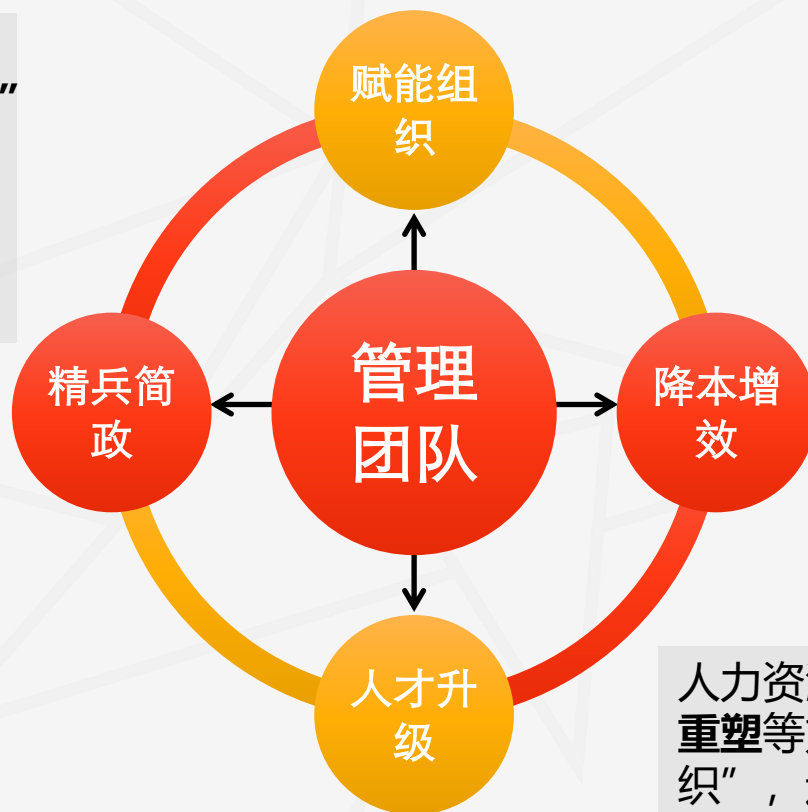 ”
赋能组
织
管理
团队
精兵简
政
降本增
效
人才升
级
人力资
重塑等
织”，